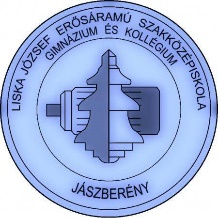 LISKA JÓZSEF ERŐSÁRAMÚ SZAKKÖZÉPISKOLA
GIMNÁZIUM ÉS KOLLÉGIUM
JÁSZBERÉNY